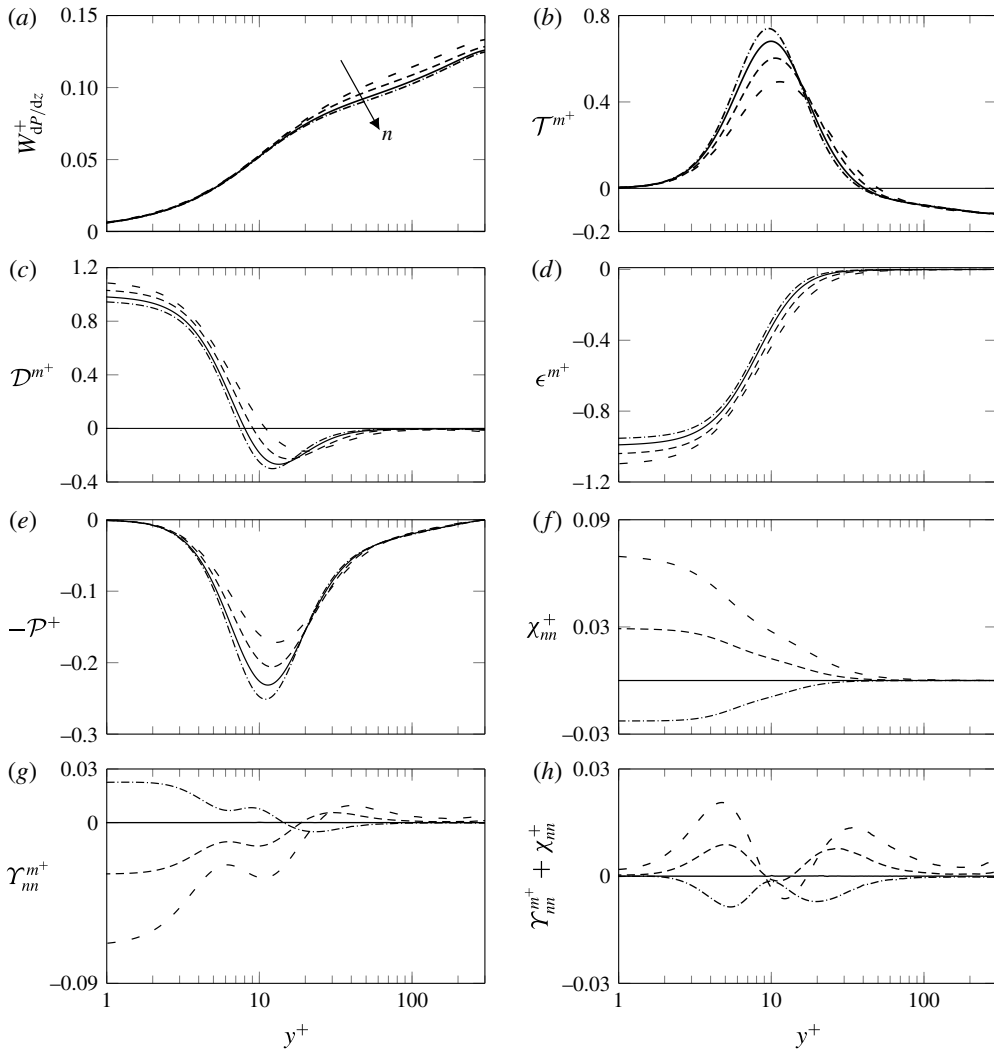 (a) 0.15
0.10
0.05
0
W⁺dP/dz
n
(b) 0.8
0.4
0
−0.2
𝒯ᵐ⁺
(c) 1.2
0.8
0.4
0
−0.4
𝒟ᵐ⁺
(d) 0
−0.4
−0.8
−1.2
ϵᵐ⁺
(e) 0
−0.1
−0.2
−0.3
−𝒫⁺
(f) 0.09
0.03
−0.03
χ⁺nn
(g) 0.03
0
−0.09
ϒᵐ⁺nn
1 10 100
y⁺
(h) 0.03
0
−0.03
ϒᵐ⁺nn + χ⁺nn
1 10 100
y⁺